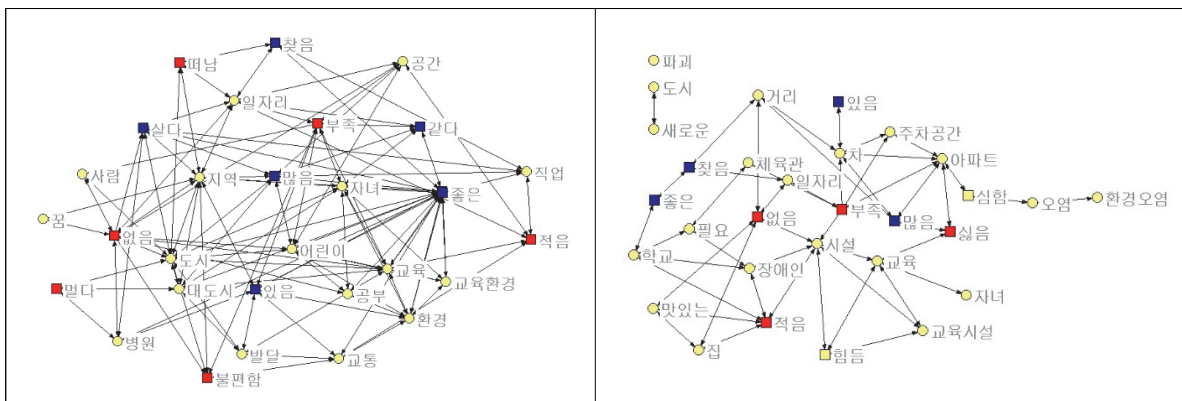 찾음
떠남
공간
일자리
부족
살다
같다
사람
지역
많음
자녀
좋은
직업
꿈
없음
어린이
적음
도시
교육
멀다
대도시
있음
공부
교육환경
환경
병원
발달
교통
불편함
파괴
도시
새로운
거리
있음
주차공간
차
아파트
찾음
체육관
일자리
심함
오염
환경오염
좋은
없음
부족
많음
싫음
필요
시설
학교
장애인
교육
자녀
맛있는
적음
교육시설
집
힘듬